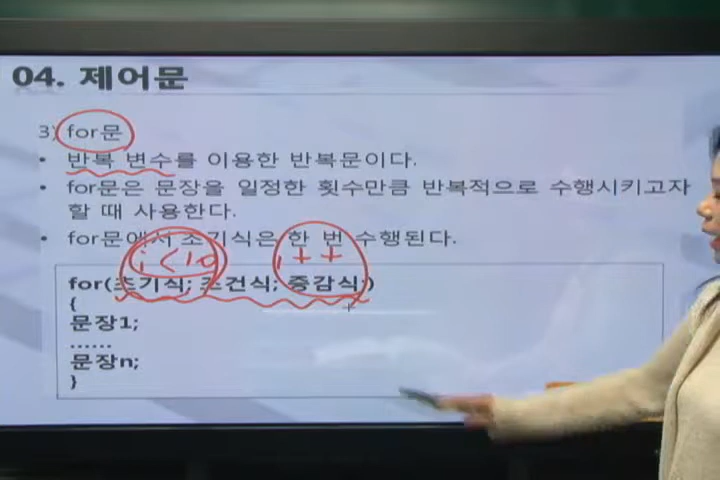 04. 제어문
3) for문
• 반복 변수를 이용한 반복문이다.
• for문은 문장을 일정한 횟수만큼 반복적으로 수행시키고자
할 때 사용한다.
• for문에서 초기식은 한 번 수행된다.
i<10 i++
for(초기식; 조건식; 증감식;)
{
문장1;
......
문장n;
}